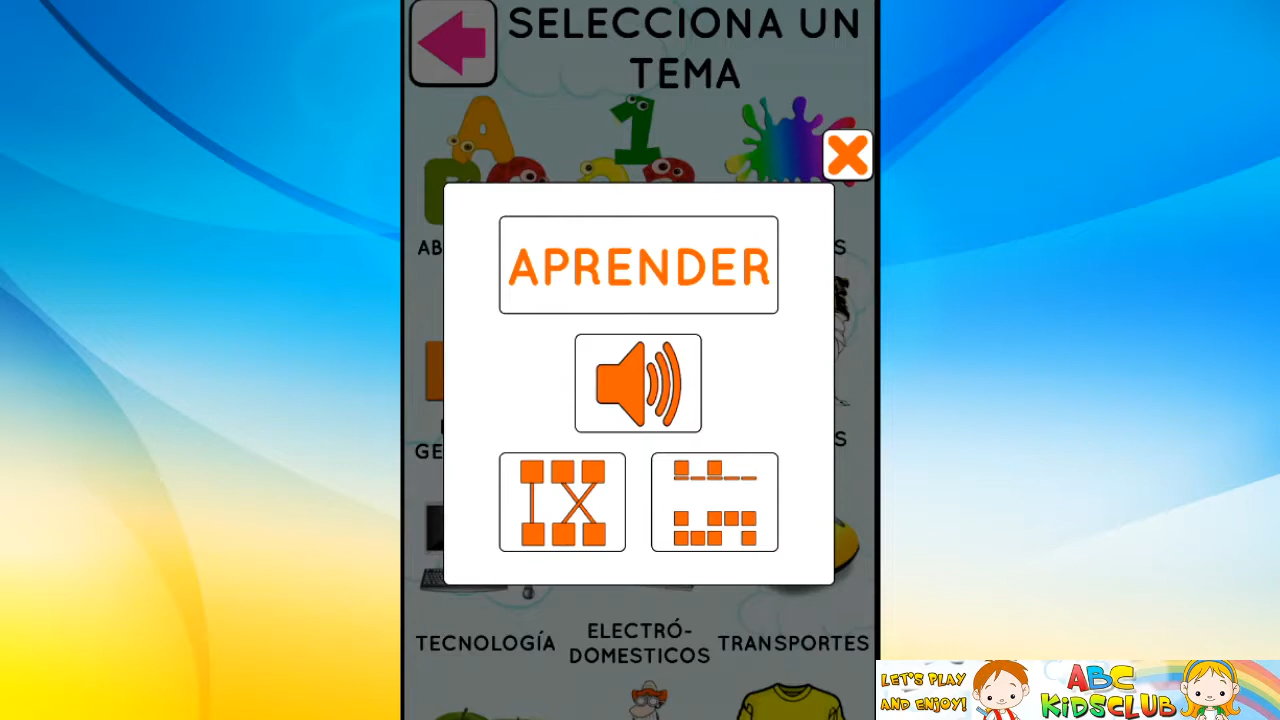 SELECCIONA UN
TEMA
APRENDER
TECNOLOGÍA
ELECTRÓ-
DOMESTICOS
TRANSPORTES
LET'S PLAY
AND ENJOY!
ABC
KIDSCLUB